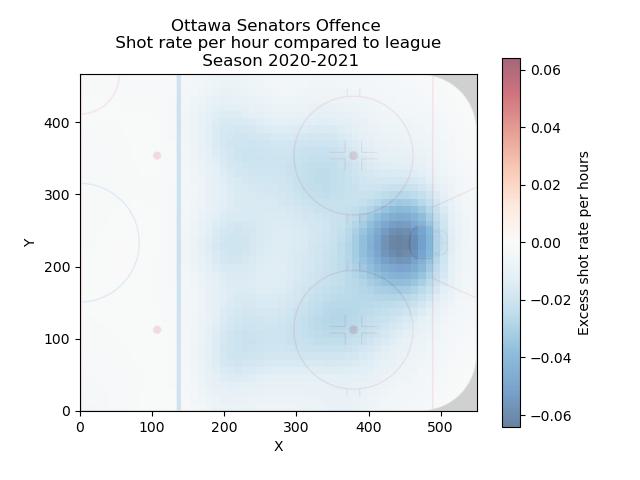 Ottawa Senators Offence
Shot rate per hour compared to league
Season 2020-2021
400
300
200
100
0
Y
0 100 200 300 400 500
X
0.06
0.04
0.02
0.00
−0.02
−0.04
−0.06
Excess shot rate per hours